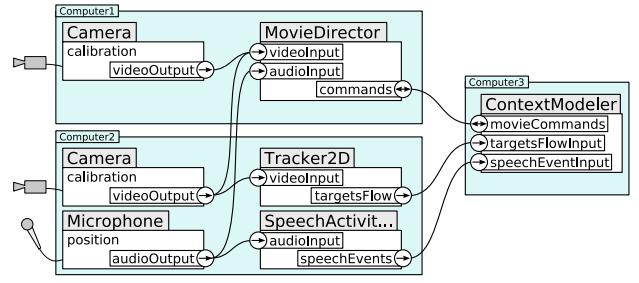 Computer1
Camera
calibration
videoOutput
MovieDirector
videoInput
audioInput
commands
Computer2
Camera
calibration
videoOutput
Microphone
position
audioOutput
Tracker2D
videoInput
targetsFlow
SpeechActivit...
audioInput
speechEvents
Computer3
ContextModeler
movieCommands
targetsFlowInput
speechEventInput